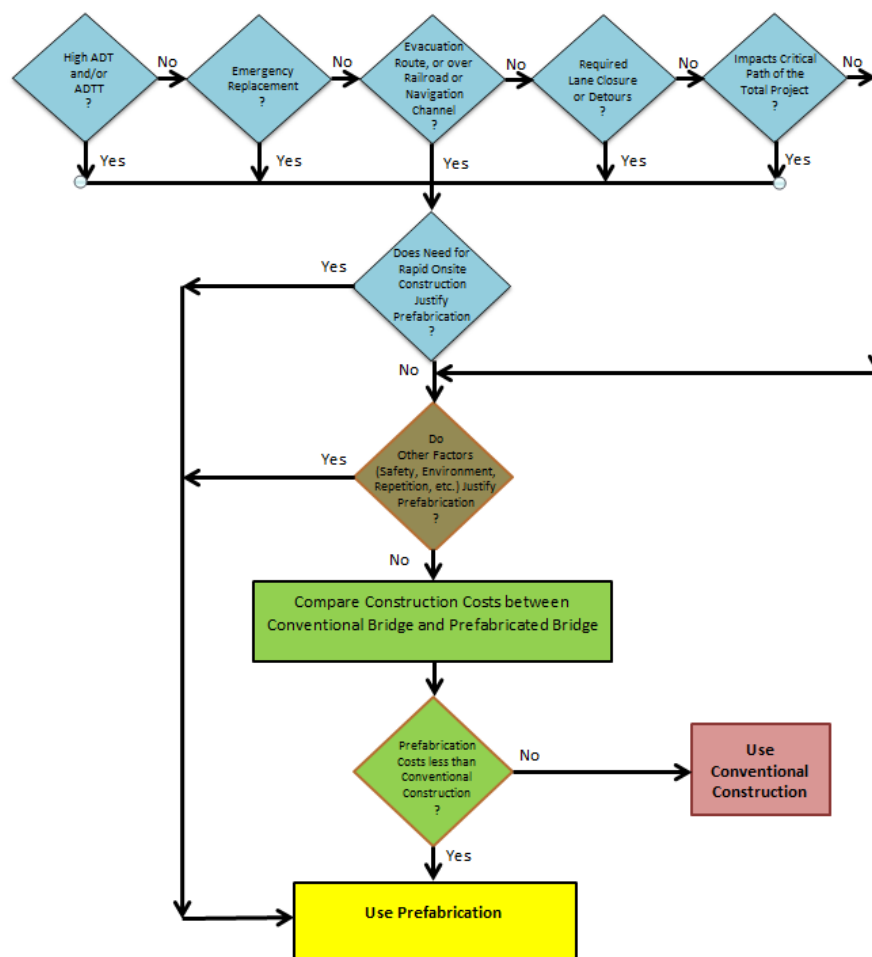 High ADT
and/or
ADTT
?
No
Emergency
Replacement
?
No
Evacuation
Route, or over
Railroad or
Navigation
Channel
?
No
Required
Lane Closure
or Detours
?
No
Impacts Critical
Path of the
Total Project
?
No
Yes
Yes
Yes
Yes
Yes
Does Need for
Rapid Onsite
Construction
Justify
Prefabrication
?
Yes
No
Do
Other Factors
(Safety, Environment,
Repetition, etc.) Justify
Prefabrication
?
Yes
No
Compare Construction Costs between
Conventional Bridge and Prefabricated Bridge
Prefabrication
Costs less than
Conventional
Construction
?
No
Use
Conventional
Construction
Yes
Use Prefabrication